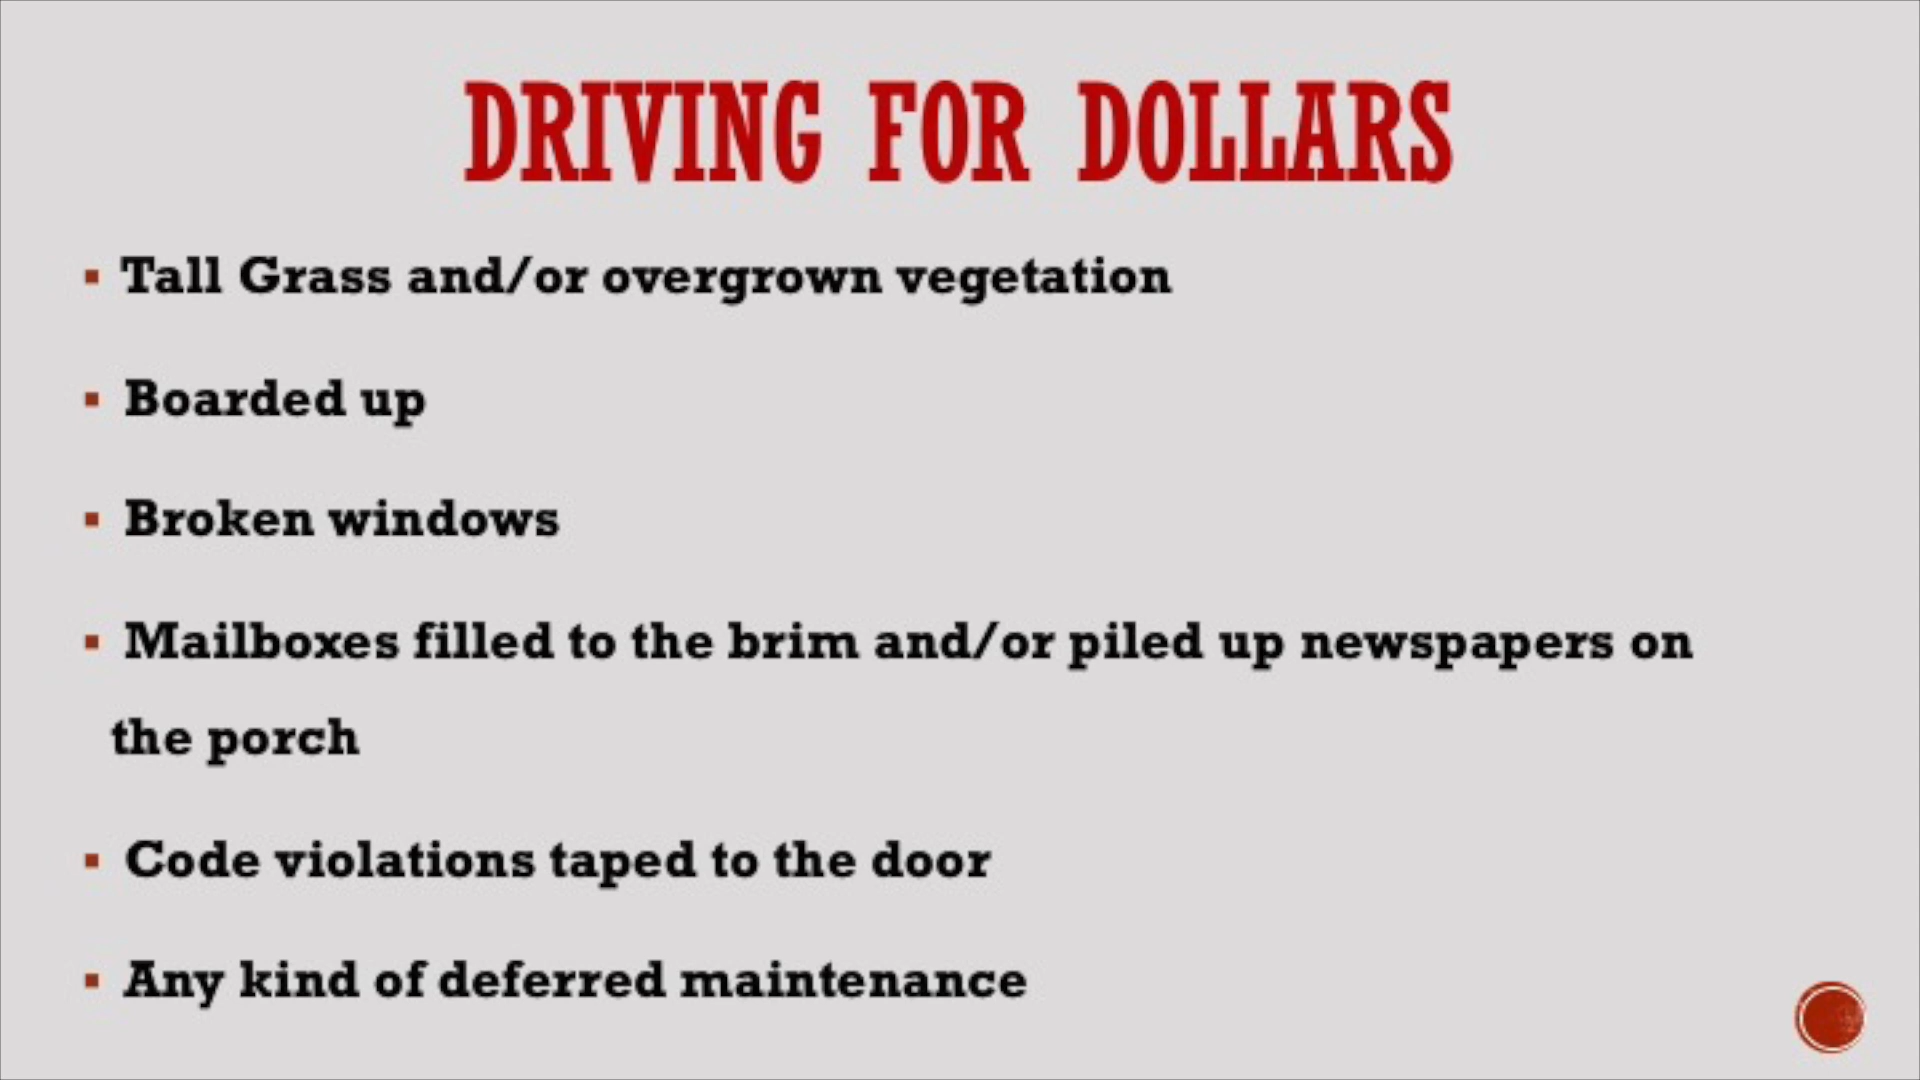 DRIVING FOR DOLLARS
▪ Tall Grass and/or overgrown vegetation
▪ Boarded up
▪ Broken windows
▪ Mailboxes filled to the brim and/or piled up newspapers on
the porch
▪ Code violations taped to the door
▪ Any kind of deferred maintenance